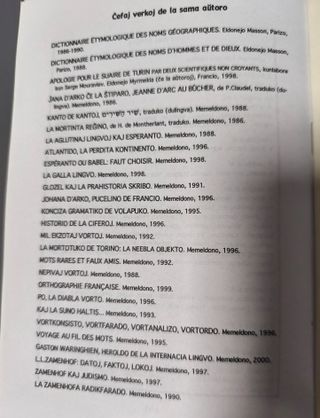 Ĉefaj verkoj de la sama aŭtoro
DICTIONNAIRE ÉTYMOLOGIQUE DES NOMS GÉOGRAPHIQUES. Eldonejo Masson, Parizo,
1986-1990.
DICTIONNAIRE ÉTYMOLOGIQUE DES NOMS D'HOMMES ET DE DIEUX. Eldonejo Masson,
Parizo, 1988.
APOLOGIE POUR LE SUAIRE DE TURIN PAR DEUX SCIENTIFIQUES NON CROYANTS, kunlabore
kun Serge Mouraviev. Eldonejo Myrmekia (ĉe la aŭtoroj), Francio, 1998.
JANA D'ARKO ĈE LA ŜTIPARO, JEANNE D'ARC AU BÛCHER, de P.Claudel, traduko (du-
lingva). Memeldono, 1988.
KANTO DE KANTOJ, שיר השירים, traduko (dulingva). Memeldono, 1988.
LA MORTINTA REĜINO, de H. de Montherlant, traduko. Memeldono, 1986.
LA AGLUTINAJ LINGVOJ KAJ ESPERANTO. Memeldono, 1988.
ATLANTIDO, LA PERDITA KONTINENTO. Memeldono, 1996.
ESPÉRANTO OU BABEL: FAUT CHOISIR. Memeldono, 1998.
LA GALLA LINGVO. Memeldono, 1998.
GLOZEL KAJ LA PRAHISTORIA SKRIBO. Memeldono, 1991.
JOHANA D'ARKO, PUCELINO DE FRANCIO. Memeldono, 1996.
KONCIZA GRAMATIKO DE VOLAPUKO. Memeldono, 1995.
HISTORIO DE LA CIFEROJ. Memeldono, 1996.
MIL BIZOTAJ VORTOJ. Memeldono, 1992.
LA MORTOTUKO DE TORINO: LA NEEBLA OBJEKTO. Memeldono, 1996.
MOTS RARES ET FAUX AMIS. Memeldono, 1992.
NEPIVAJ VORTOJ. Memeldono, 1988.
ORTHOGRAPHIE FRANÇAISE. Memeldono, 1999.
PO, LA DIABLA VORTO. Memeldono, 1996.
KAJ LA SUNO HALTIS... Memeldono, 1993.
VORTKONSISTO, VORTFARADO, VORTANALIZO, VORTORDO. Memeldono, 1996.
VOYAGE AU FIL DES MOTS. Memeldono, 1995.
GASTON WARINGHIEN, HEROLDO DE LA INTERNACIA LINGVO. Memeldono, 2000.
L.L.ZAMENHOF: DATOJ, FAKTOJ, LOKOJ. Memeldono, 1997.
ZAMENHOF KAJ JUDISMO. Memeldono, 1997.
LA ZAMENHOFA RADIKFARADO. Memeldono, 1990.